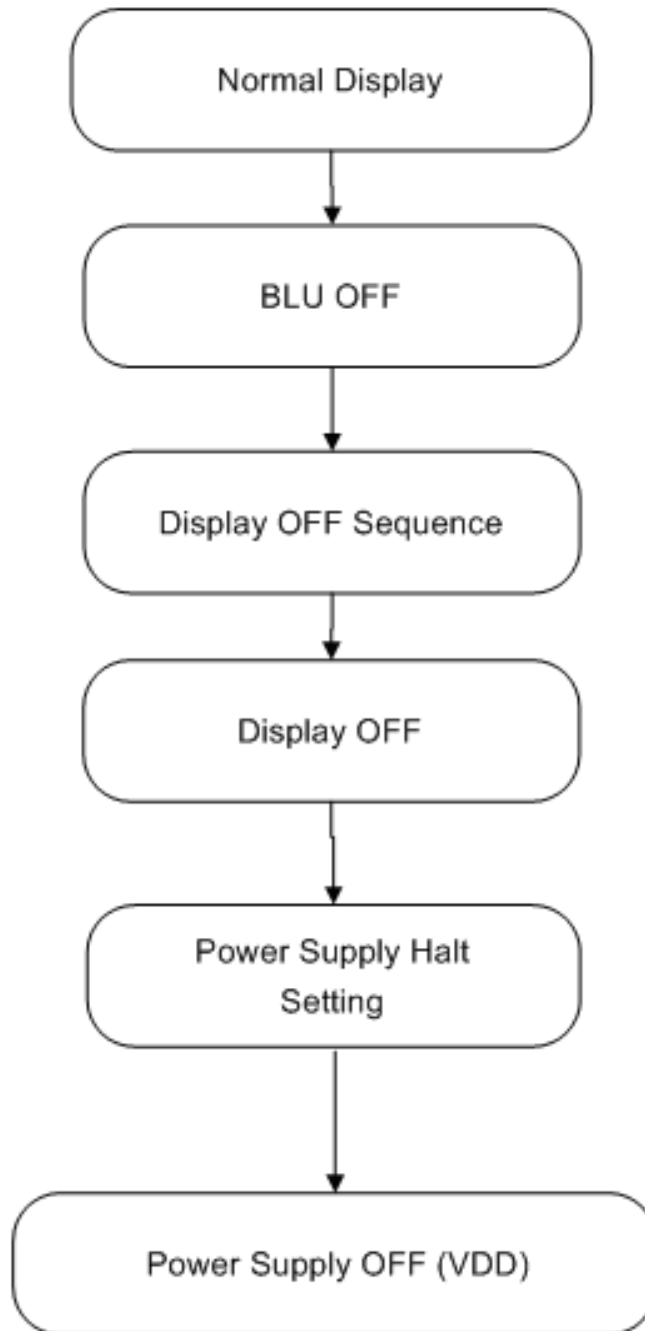 Normal Display
BLU OFF
Display OFF Sequence
Display OFF
Power Supply Halt
Setting
Power Supply OFF (VDD)